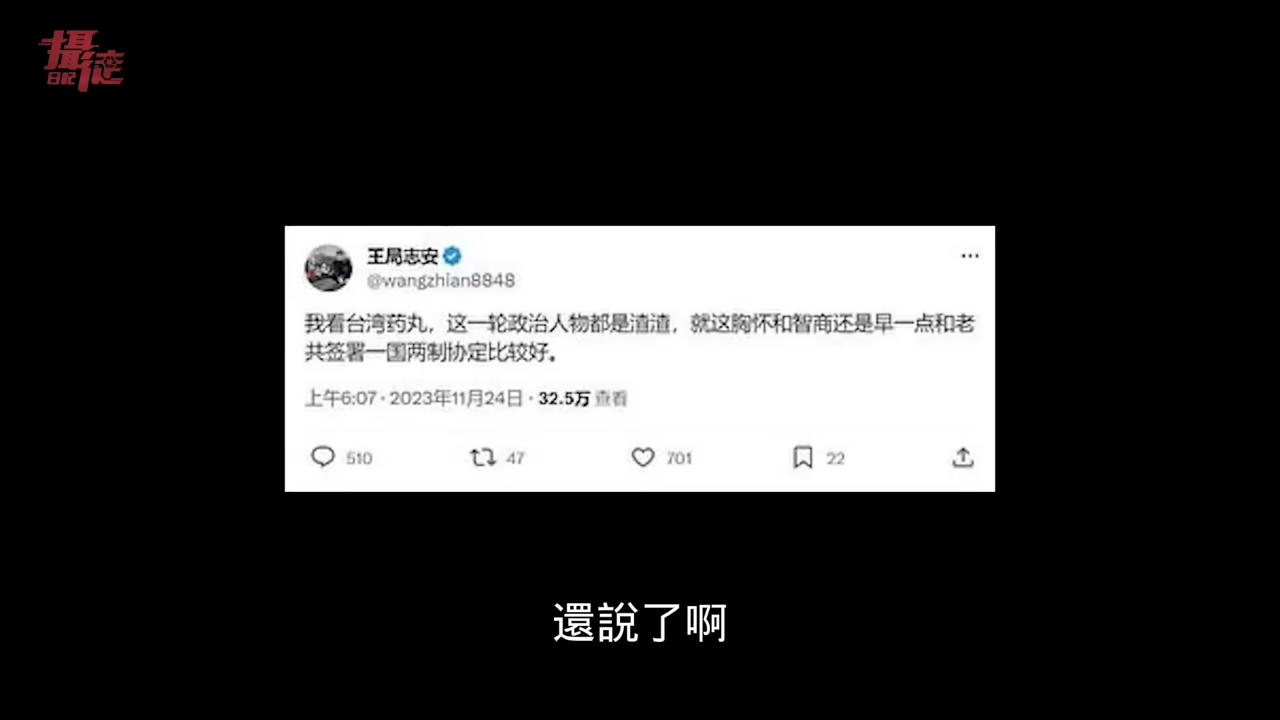 攝徒
日記
王局志安
@wangzhian8848
我看台湾药丸，这一轮政治人物都是渣渣，就这胸怀和智商还是早一点和老
共签署一国两制协定比较好。
上午6:07 · 2023年11月24日 · 32.5万 查看
510 47 701 22
還說了啊